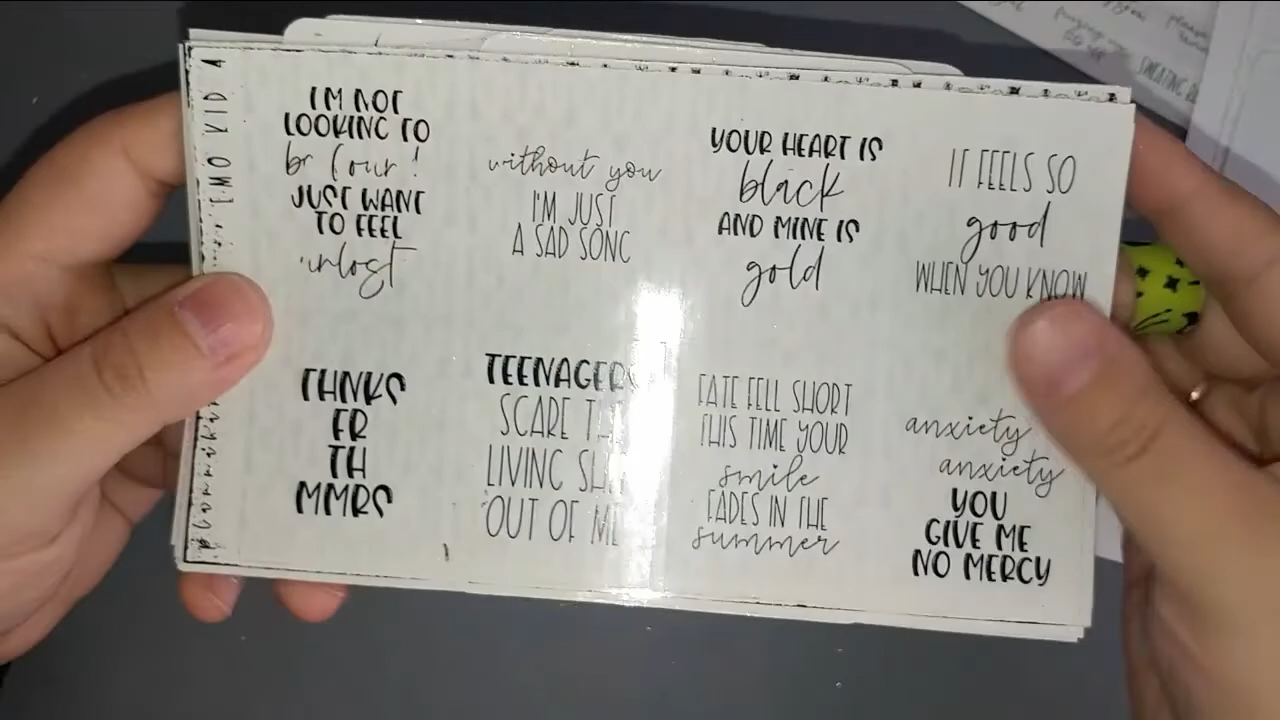 EMO KID A
I'M NOT
LOOKING TO
be found
JUST WANT
TO FEEL
unlost
without you
I'M JUST
A SAD SONG
YOUR HEART IS
black
AND MINE IS
gold
IT FEELS SO
good
WHEN YOU KNOW
THNKS
FR
TH
MMRS
TEENAGERS
SCARE
LIVING
OUT OF ME
FATE FELL SHORT
THIS TIME YOUR
smile
FADES IN THE
summer
anxiety
anxiety
YOU
GIVE ME
NO MERCY